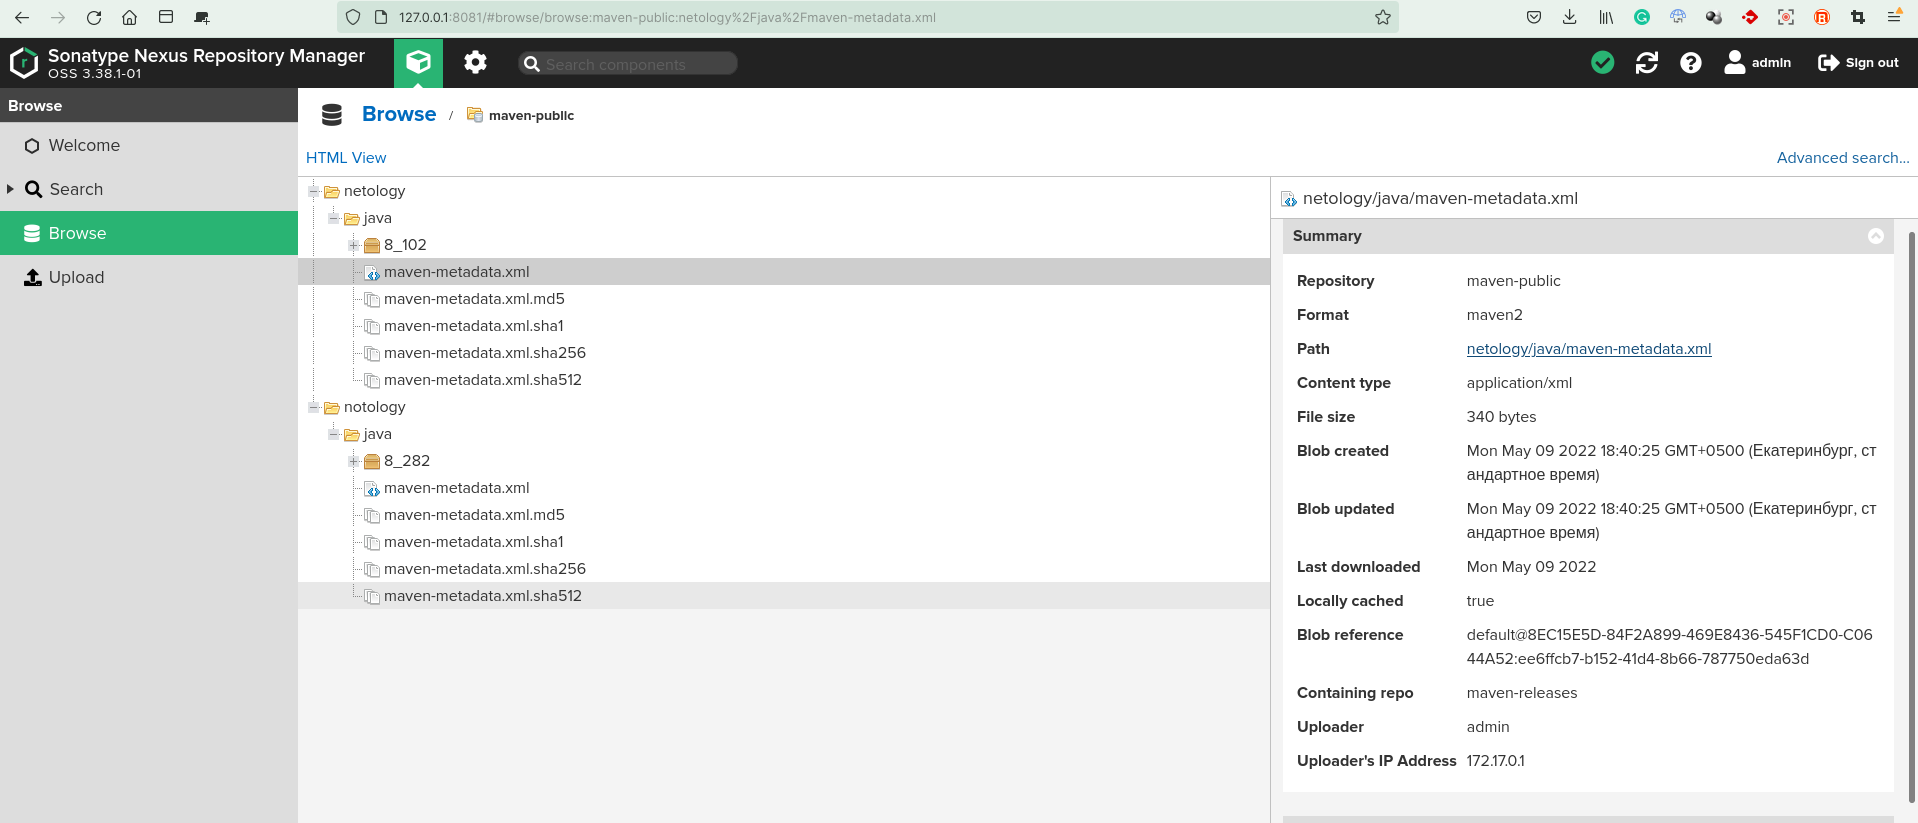 127.0.0.1:8081/#browse/browse:maven-public:netology%2Fjava%2Fmaven-metadata.xml
Sonatype Nexus Repository Manager
OSS 3.38.1-01
Search components
admin
Sign out
Browse
Welcome
Search
Browse
Upload
Browse / maven-public
HTML View
Advanced search...
netology
java
8_102
maven-metadata.xml
maven-metadata.xml.md5
maven-metadata.xml.sha1
maven-metadata.xml.sha256
maven-metadata.xml.sha512
notology
java
8_282
maven-metadata.xml
maven-metadata.xml.md5
maven-metadata.xml.sha1
maven-metadata.xml.sha256
maven-metadata.xml.sha512
netology/java/maven-metadata.xml
Summary
Repository maven-public
Format maven2
Path netology/java/maven-metadata.xml
Content type application/xml
File size 340 bytes
Blob created Mon May 09 2022 18:40:25 GMT+0500 (Екатеринбург, ст
андартное время)
Blob updated Mon May 09 2022 18:40:25 GMT+0500 (Екатеринбург, ст
андартное время)
Last downloaded Mon May 09 2022
Locally cached true
Blob reference default@8EC15E5D-84F2A899-469E8436-545F1CD0-C06
44A52:ee6ffcb7-b152-41d4-8b66-787750eda63d
Containing repo maven-releases
Uploader admin
Uploader's IP Address 172.17.0.1